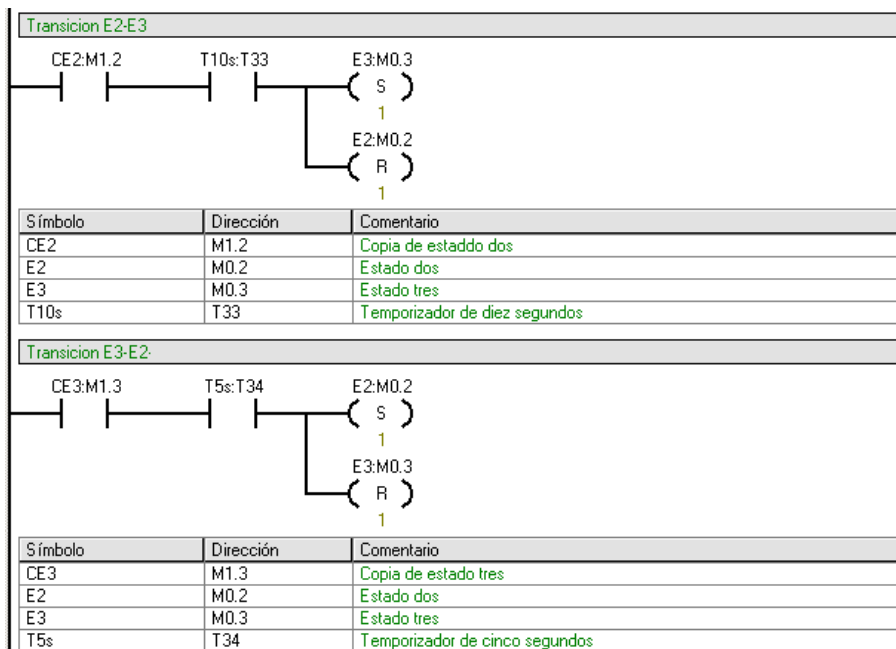 Transicion E2-E3
CE2:M1.2 T10s:T33 E3:M0.3
S
1
E2:M0.2
R
1
Símbolo Dirección Comentario
CE2 M1.2 Copia de estaddo dos
E2 M0.2 Estado dos
E3 M0.3 Estado tres
T10s T33 Temporizador de diez segundos
Transicion E3-E2-
CE3:M1.3 T5s:T34 E2:M0.2
S
1
E3:M0.3
R
1
Símbolo Dirección Comentario
CE3 M1.3 Copia de estado tres
E2 M0.2 Estado dos
E3 M0.3 Estado tres
T5s T34 Temporizador de cinco segundos